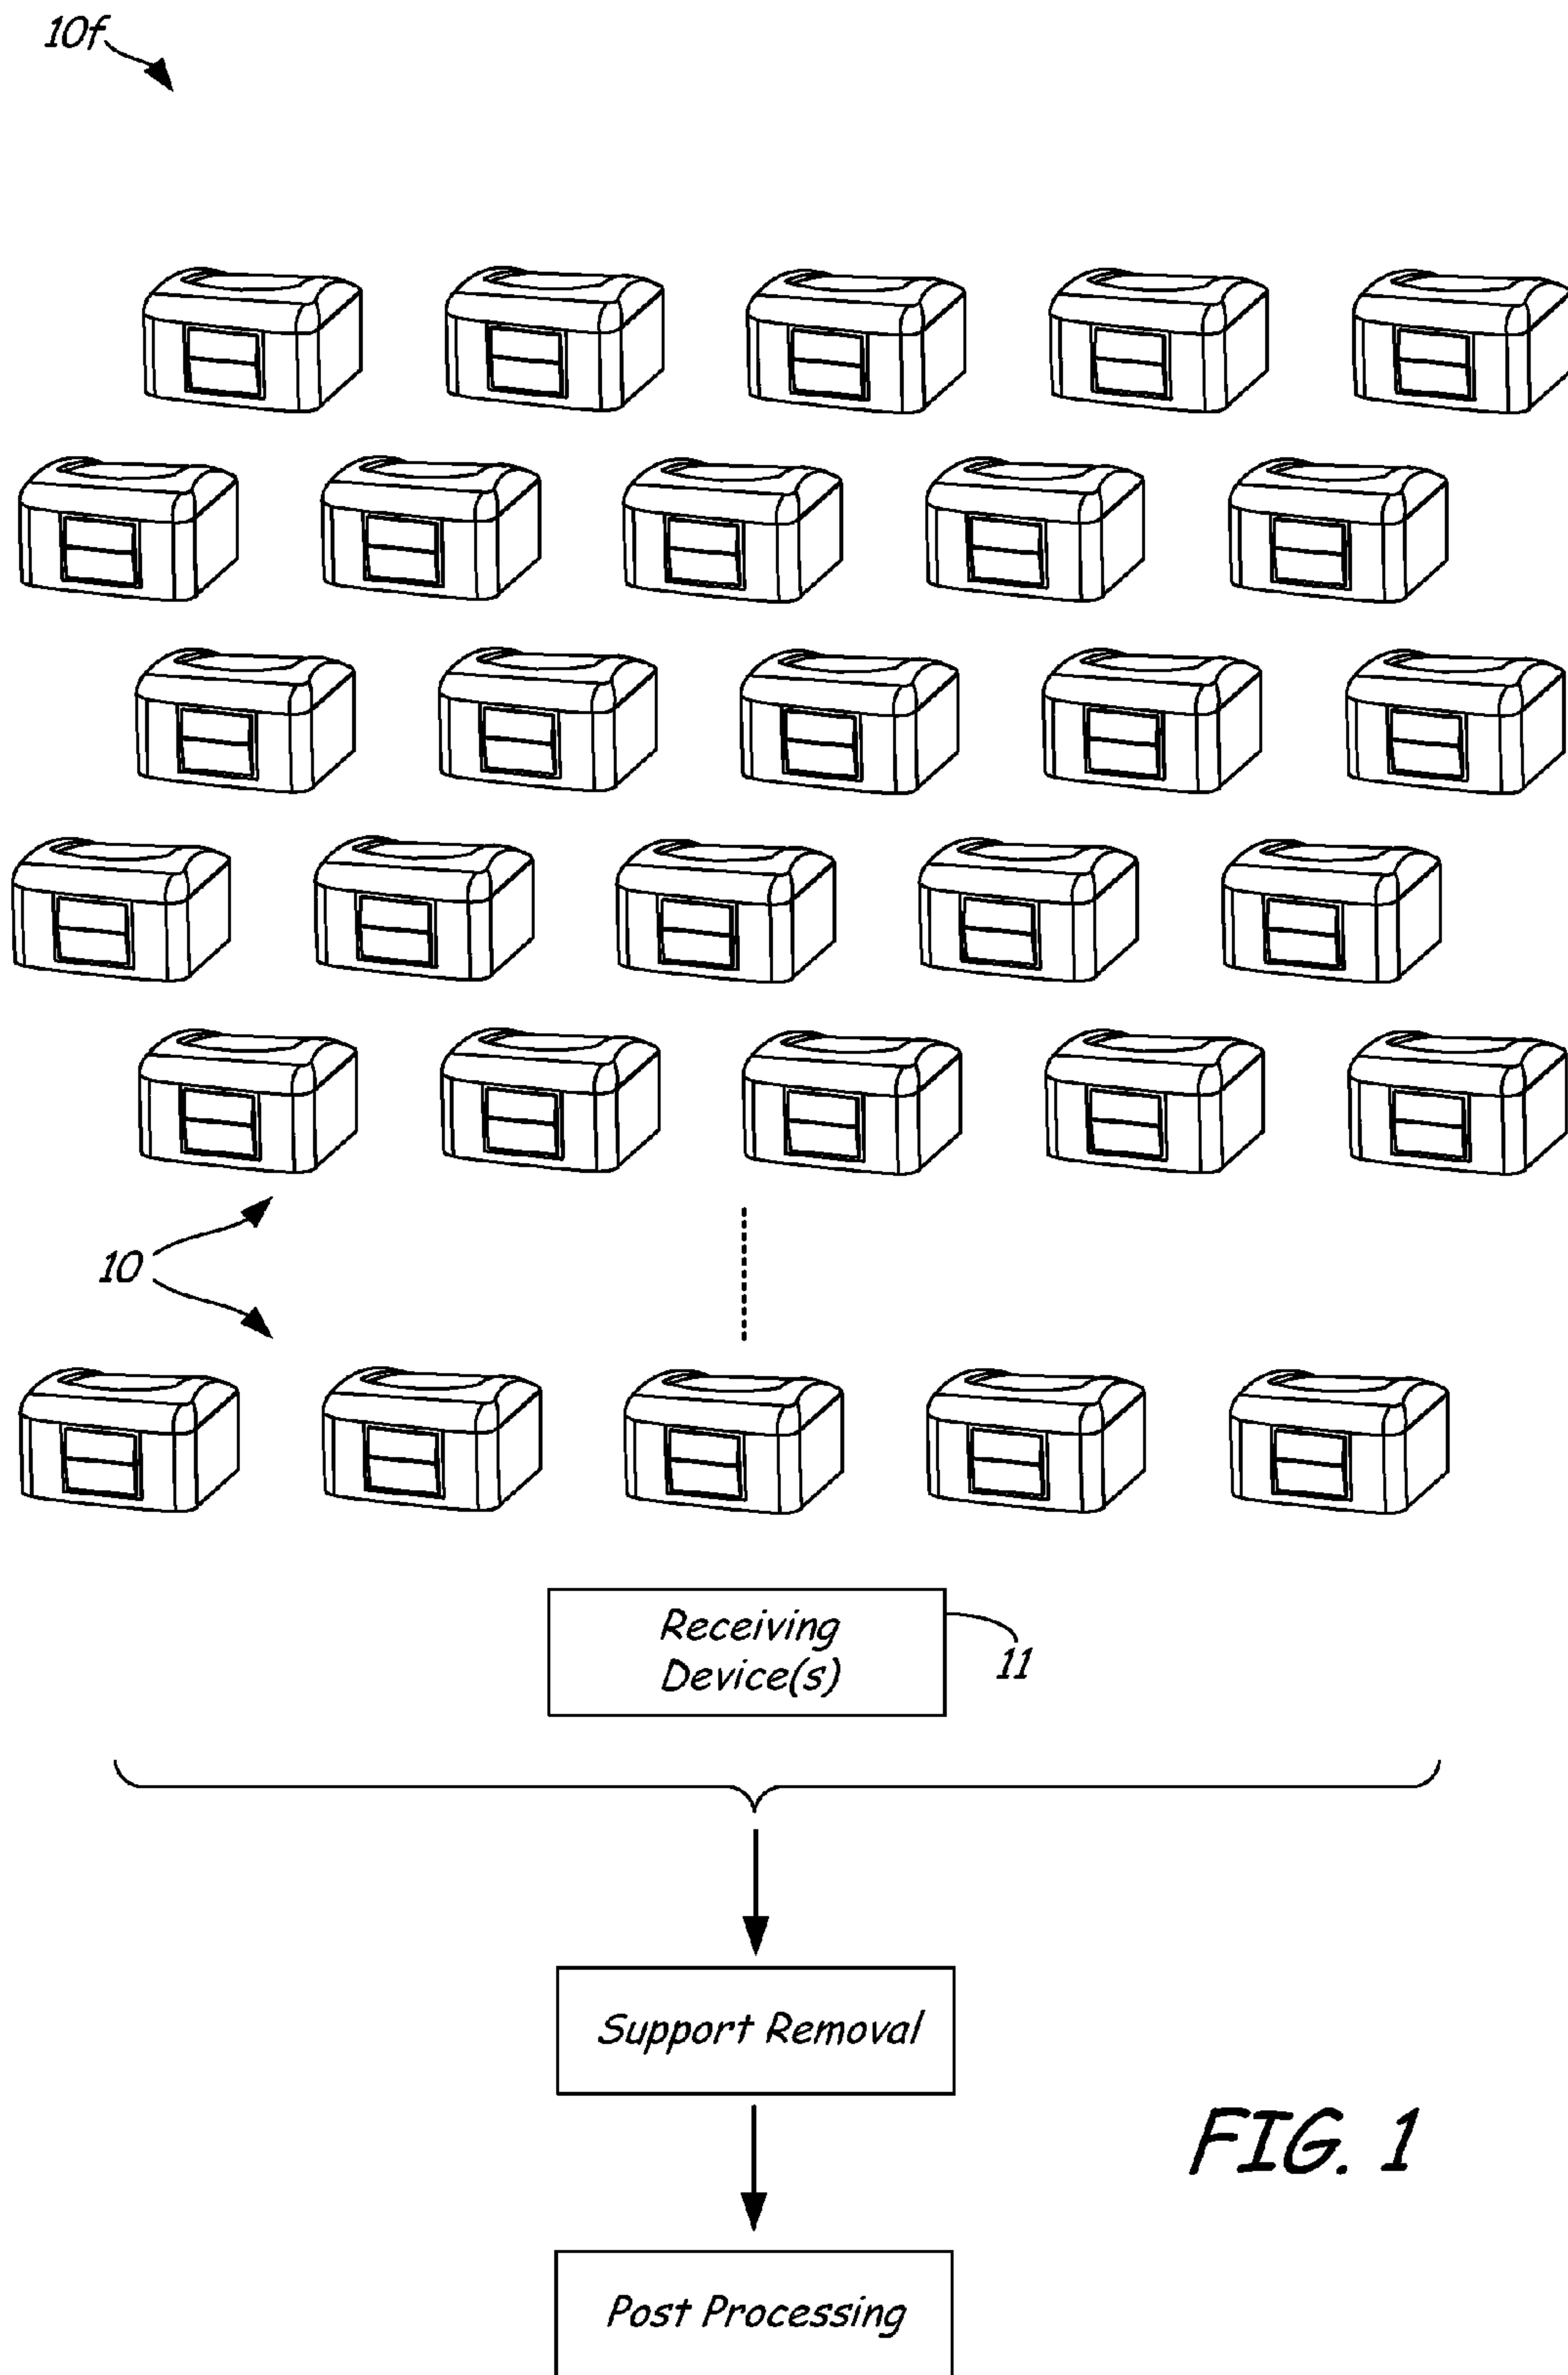 10f
10
Receiving
Device(s)
11
Support Removal
FIG. 1
Post Processing